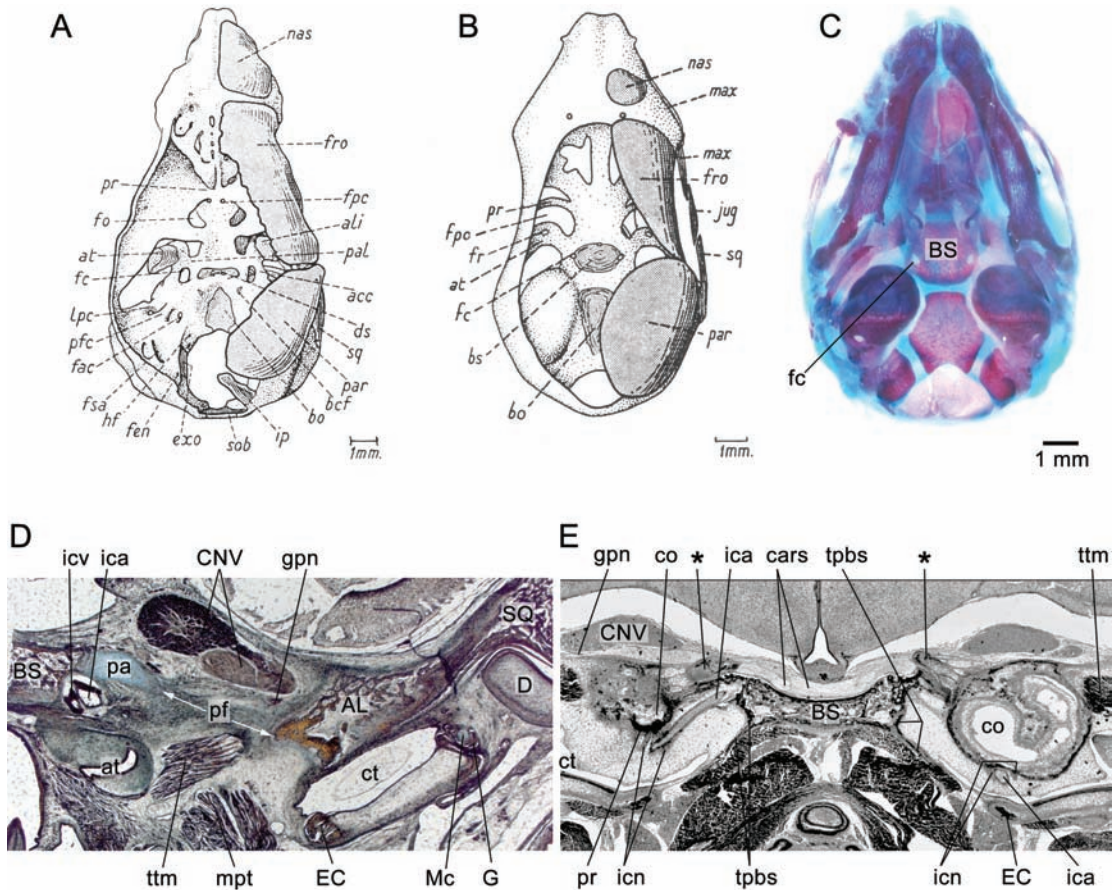 A
nas
fro
pr
fpc
fo
ali
at
pal
fc
acc
lpc
ds
pfc
sq
fac
par
fsa
bcf
hf
bo
fen
ip
exo
sob
1mm.
B
nas
max
max
pr
fro
fpo
jug
fr
at
sq
fc
bs
par
bo
1mm.
C
BS
fc
1 mm
D
icv ica CNV gpn
SQ
BS pa D
pf AL
at ct
ttm mpt EC Mc G
E
gpn co * ica cars tpbs * ttm
CNV
BS
co
ct
pr icn tpbs icn EC ica